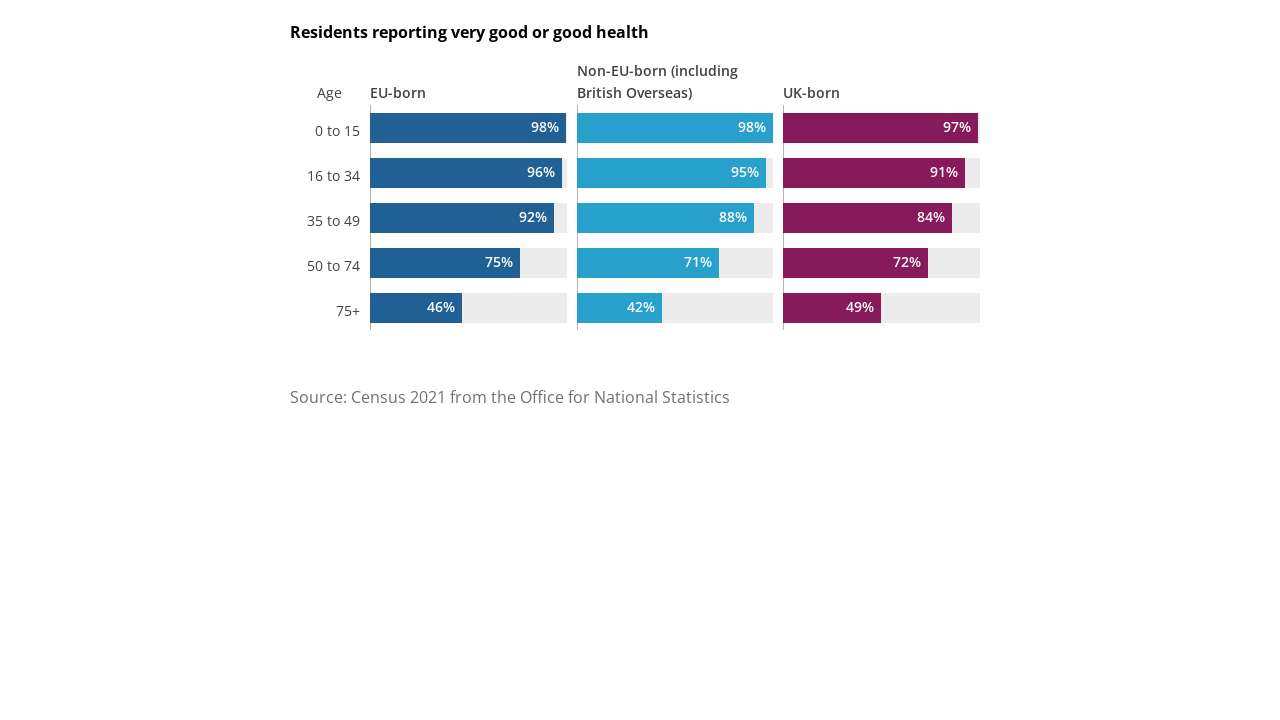 Residents reporting very good or good health
Age
EU-born
Non-EU-born (including
British Overseas)
UK-born
0 to 15
98%
98%
97%
16 to 34
96%
95%
91%
35 to 49
92%
88%
84%
50 to 74
75%
71%
72%
75+
46%
42%
49%
Source: Census 2021 from the Office for National Statistics